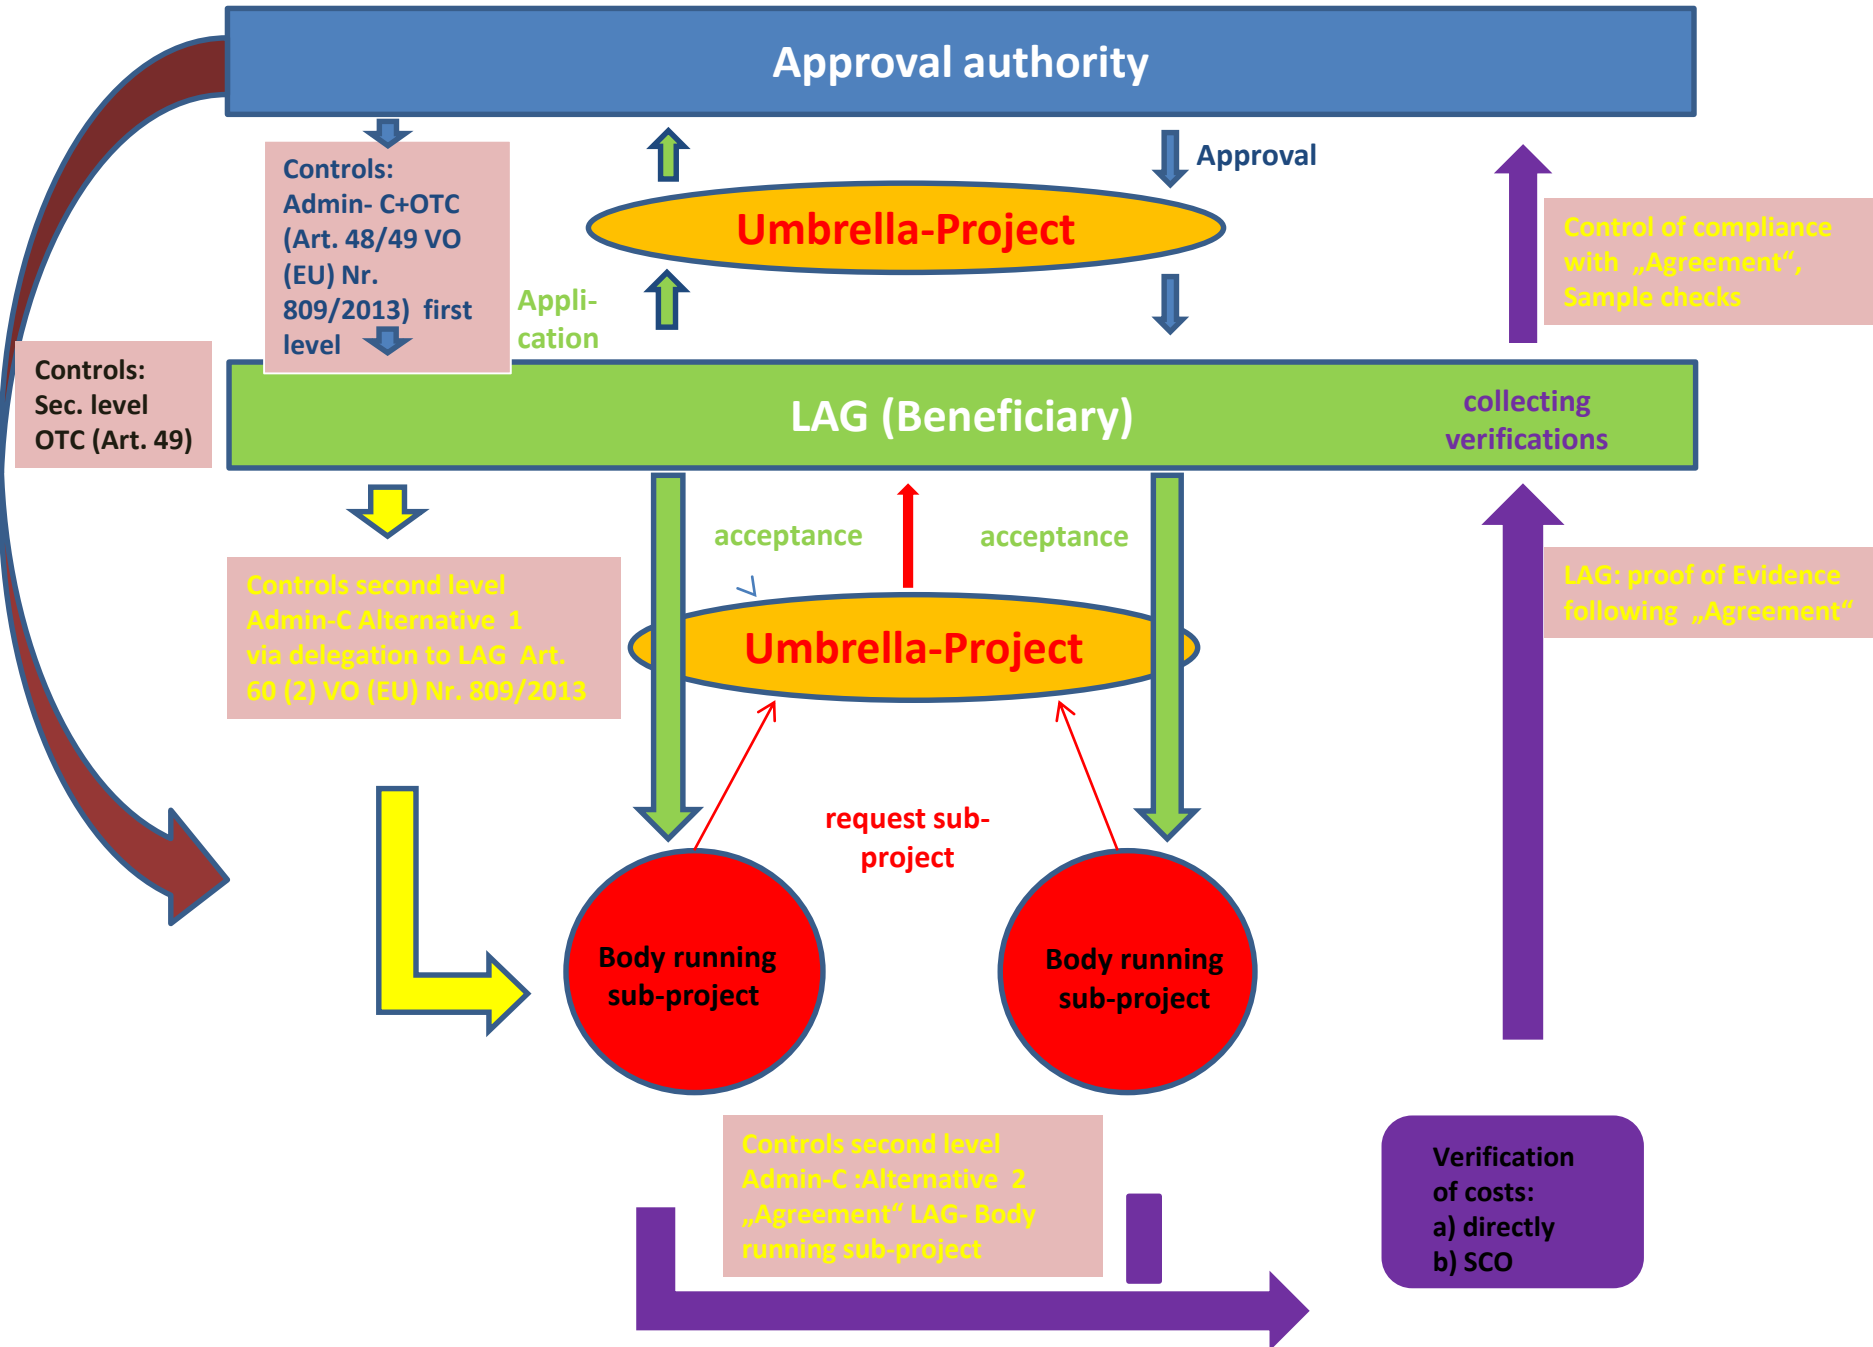 Approval authority
Controls:
Admin- C+OTC
(Art. 48/49 VO
(EU) Nr.
809/2013) first
level
Approval
Umbrella-Project
Control of compliance
with „Agreement“,
Sample checks
Appli-
cation
Controls:
Sec. level
OTC (Art. 49)
LAG (Beneficiary)
collecting
verifications
acceptance
acceptance
Controls second level
Admin-C Alternative 1
via delegation to LAG Art.
60 (2) VO (EU) Nr. 809/2013
LAG: proof of Evidence
following „Agreement“
Umbrella-Project
request sub-
project
Body running
sub-project
Body running
sub-project
Controls second level
Admin-C :Alternative 2
„Agreement“ LAG- Body
running sub-project
Verification
of costs:
a) directly
b) SCO